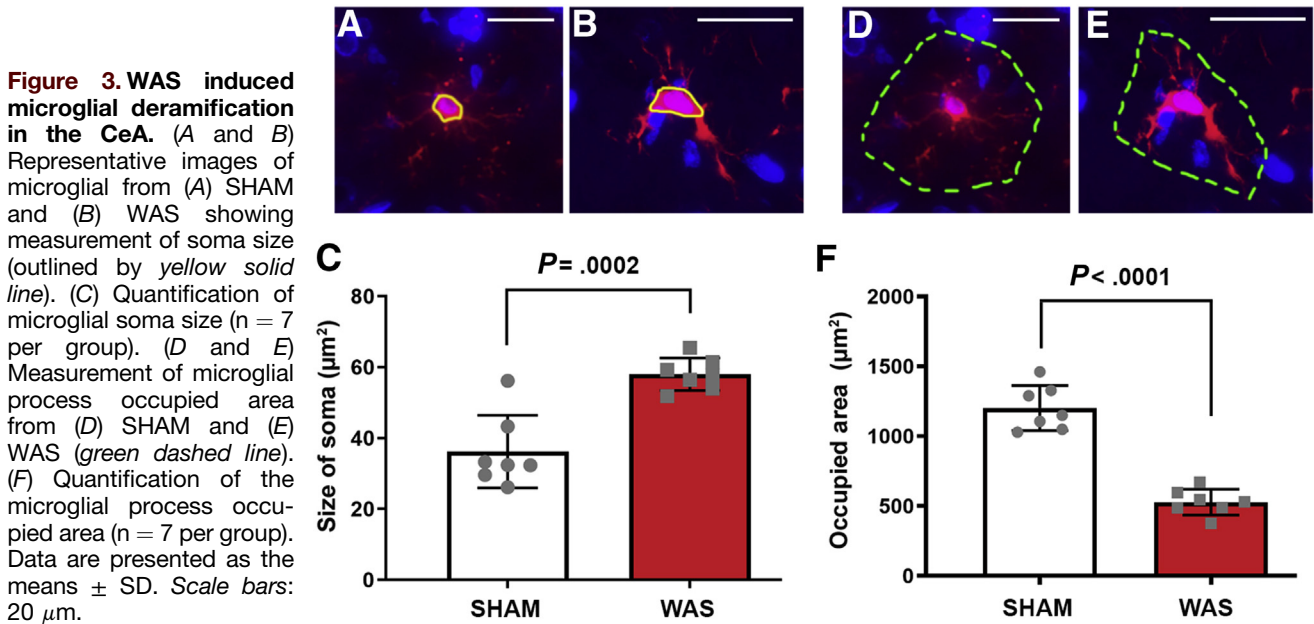 Figure 3. WAS induced
microglial deramification
in the CeA. (A and B)
Representative images of
microglial from (A) SHAM
and (B) WAS showing
measurement of soma size
(outlined by yellow solid
line). (C) Quantification of
microglial soma size (n = 7
per group). (D and E)
Measurement of microglial
process occupied area
from (D) SHAM and (E)
WAS (green dashed line).
(F) Quantification of the
microglial process occu-
pied area (n = 7 per group).
Data are presented as the
means ± SD. Scale bars:
20 μm.
A
B
D
E
C
P= .0002
Size of soma (μm²)
80
60
40
20
0
SHAM
WAS
F
P< .0001
Occupied area (μm²)
2000
1500
1000
500
0
SHAM
WAS